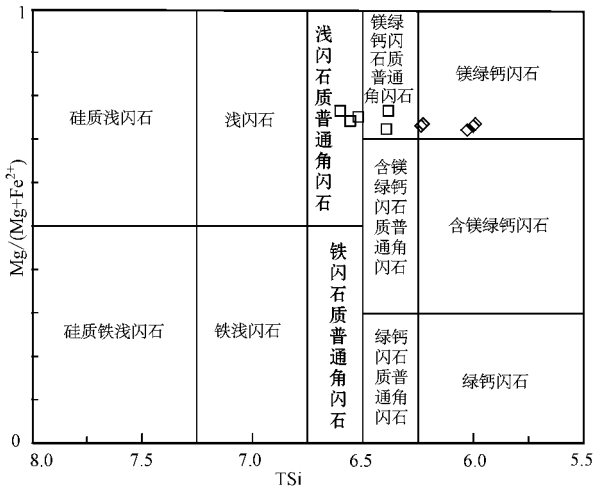 1
Mg/(Mg+Fe²⁺)
0
硅质浅闪石
浅闪石
浅闪石质普通角闪石
镁绿
钙闪
石质
普通
角闪石
镁绿钙闪石
含镁
绿钙
闪石
质普
通角
闪石
含镁绿钙闪石
硅质铁浅闪石
铁浅闪石
铁闪石质普通角闪石
绿钙
闪石
质普
通角
闪石
绿钙闪石
8.0 7.5 7.0 6.5 6.0 5.5
TSi